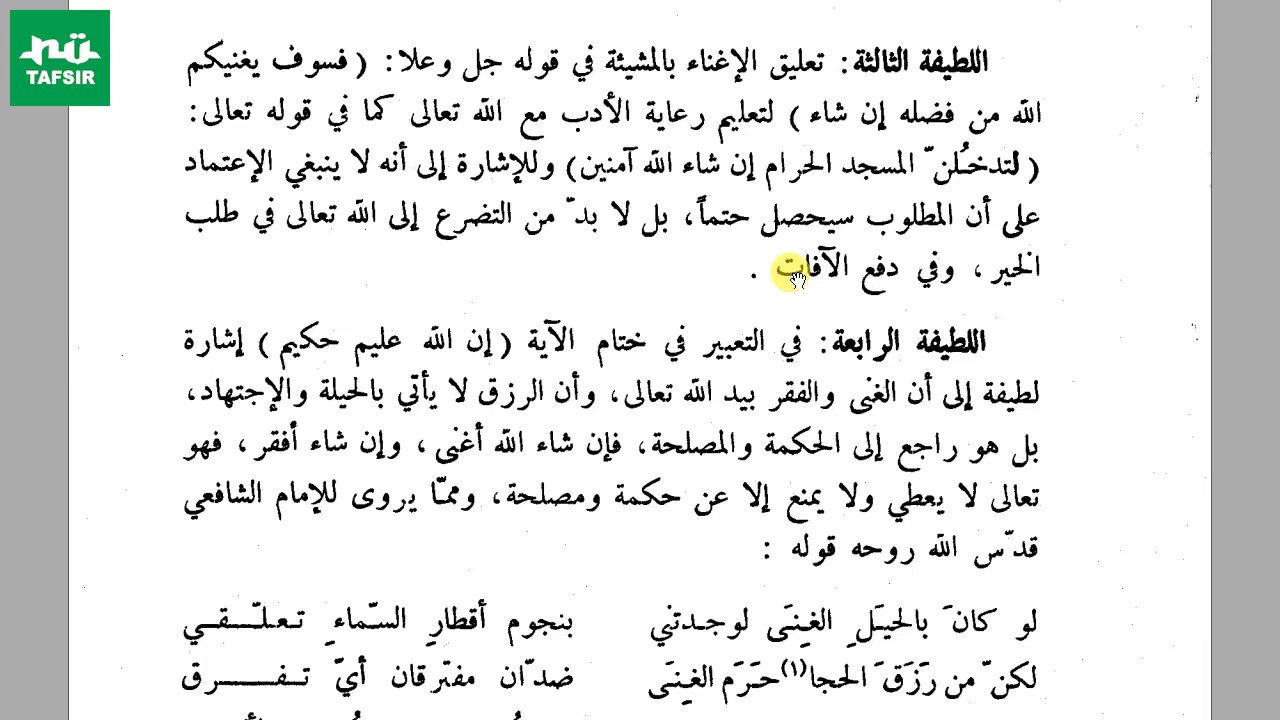 nü
TAFSIR
اللطيفة الثالثة: تعليق الإغناء بالمشيئة في قوله جل وعلا: (فسوف يغنيكم
الله من فضله إن شاء) لتعليم رعاية الأدب مع الله تعالى كما في قوله تعالى:
(لتدخُلنّ المسجد الحرام إن شاء الله آمنين) وللإشارة إلى أنه لا ينبغي الإعتماد
على أن المطلوب سيحصل حتماً، بل لا بدّ من التضرع إلى الله تعالى في طلب
الخير، وفي دفع الآفات.
اللطيفة الرابعة: في التعبير في ختام الآية (إن الله عليم حكيم) إشارة
لطيفة إلى أن الغنى والفقر بيد الله تعالى، وأن الرزق لا يأتي بالحيلة والإجتهاد،
بل هو راجع إلى الحكمة والمصلحة، فإن شاء الله أغنى، وإن شاء أفقر، فهو
تعالى لا يعطي ولا يمنع إلا عن حكمة ومصلحة، وممّا يروى للإمام الشافعي
قدّس الله روحه قوله:
لو كانَ بالحيَلِ الغِنَى لوجدتني بنجوم أقطارِ السّماءِ تعلّقي
لكنّ من رَزَقَ الحجا(١) حَرَم الغِنَى ضدّان مفترقان أيّ تفرق